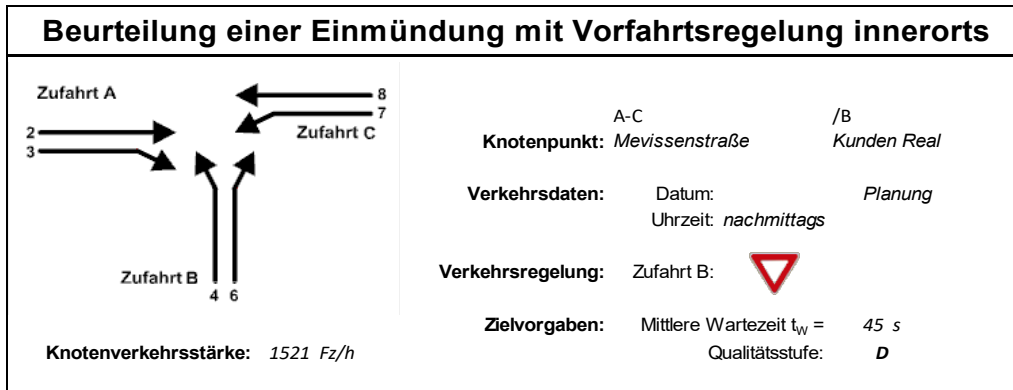 Beurteilung einer Einmündung mit Vorfahrtsregelung innerorts
Zufahrt A
8
7
2
3
Zufahrt C
Zufahrt B
4 6
Knotenverkehrsstärke: 1521 Fz/h
A-C /B
Knotenpunkt: Mevissenstraße Kunden Real
Verkehrsdaten: Datum: Planung
Uhrzeit: nachmittags
Verkehrsregelung: Zufahrt B:
Zielvorgaben: Mittlere Wartezeit tW = 45 s
Qualitätsstufe: D